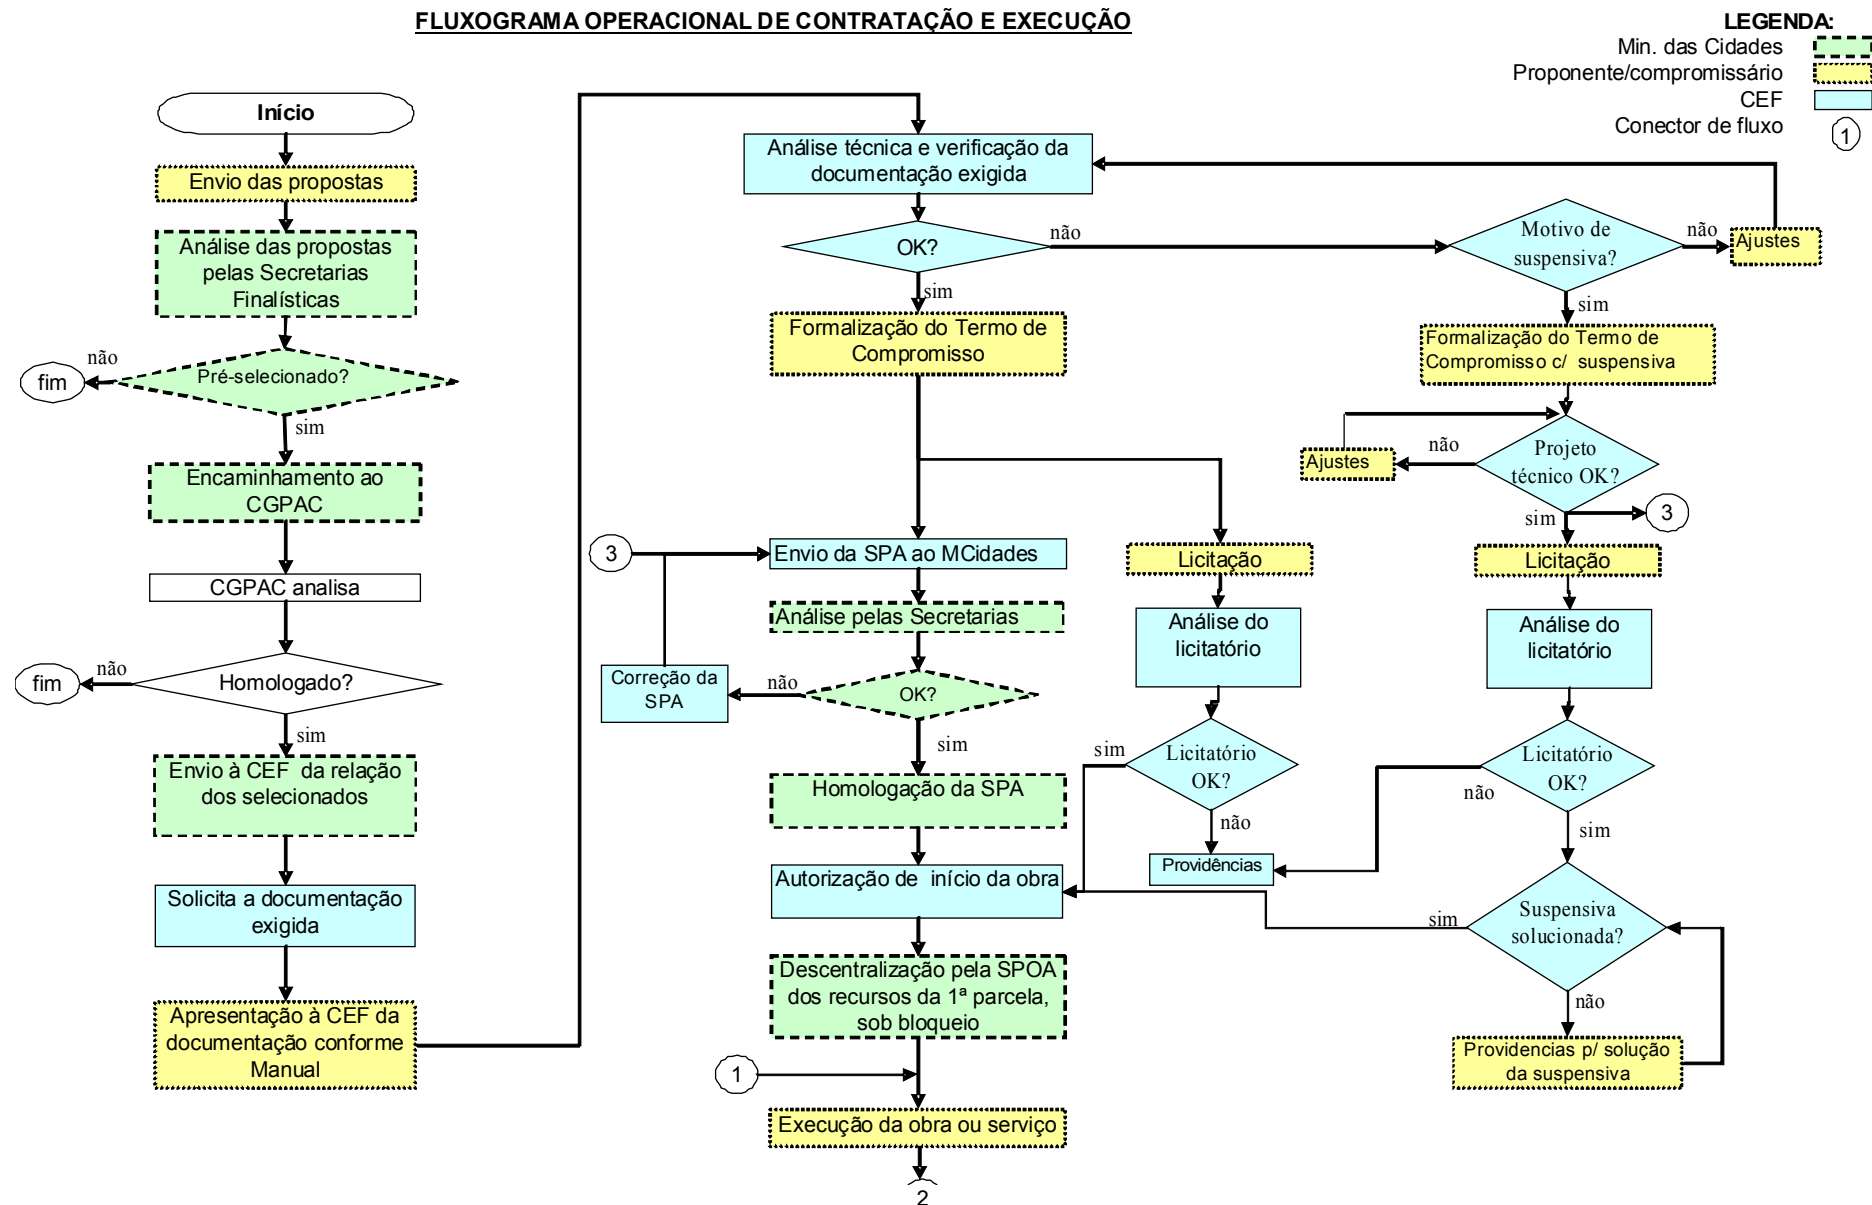 FLUXOGRAMA OPERACIONAL DE CONTRATAÇÃO E EXECUÇÃO
LEGENDA:
Min. das Cidades
Proponente/compromissário
CEF
Conector de fluxo
1
Início
Envio das propostas
Análise das propostas
pelas Secretarias
Finalísticas
não
fim
Pré-selecionado?
sim
Encaminhamento ao
CGPAC
CGPAC analisa
não
fim
Homologado?
sim
Envio à CEF da relação
dos selecionados
Solicita a documentação
exigida
Apresentação à CEF da
documentação conforme
Manual
Análise técnica e verificação da
documentação exigida
OK?
não
sim
Formalização do Termo de
Compromisso
3
Envio da SPA ao MCidades
Análise pelas Secretarias
Correção da
SPA
não
OK?
sim
Homologação da SPA
Autorização de início da obra
Descentralização pela SPOA
dos recursos da 1ª parcela,
sob bloqueio
1
Execução da obra ou serviço
2
Licitação
Análise do
licitatório
sim
Licitatório
OK?
não
Providências
Motivo de
suspensiva?
não
Ajustes
sim
Formalização do Termo de
Compromisso c/ suspensiva
não
Ajustes
Projeto
técnico OK?
sim
3
Licitação
Análise do
licitatório
Licitatório
OK?
não
sim
Suspensiva
solucionada?
sim
não
Providencias p/ solução
da suspensiva